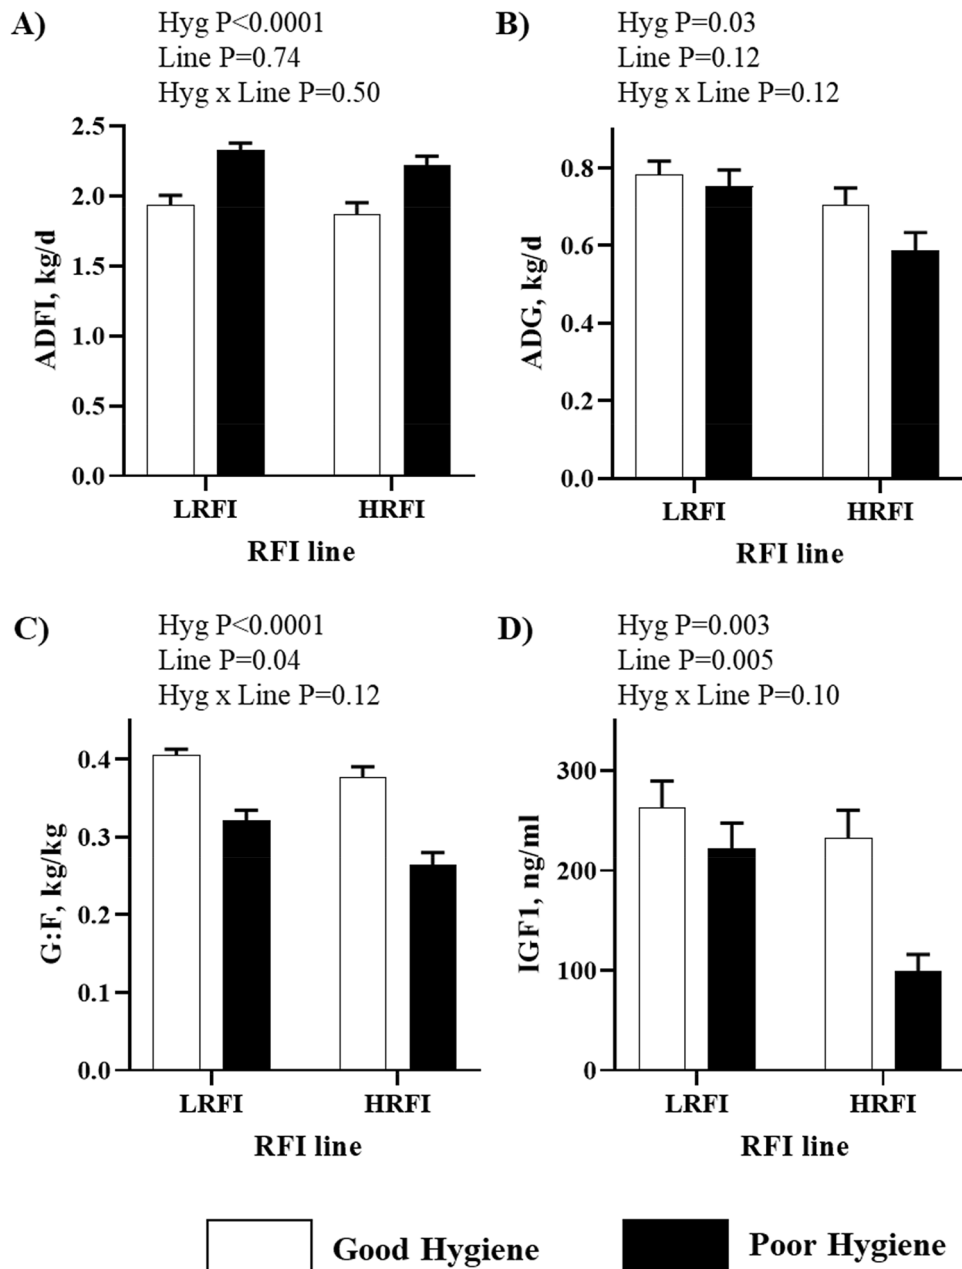 A)
Hyg P<0.0001
Line P=0.74
Hyg x Line P=0.50
ADFI, kg/d
2.5
2.0
1.5
1.0
0.5
0.0
LRFI HRFI
RFI line
B)
Hyg P=0.03
Line P=0.12
Hyg x Line P=0.12
ADG, kg/d
0.8
0.6
0.4
0.2
0.0
LRFI HRFI
RFI line
C)
Hyg P<0.0001
Line P=0.04
Hyg x Line P=0.12
G:F, kg/kg
0.4
0.3
0.2
0.1
0.0
LRFI HRFI
RFI line
D)
Hyg P=0.003
Line P=0.005
Hyg x Line P=0.10
IGF1, ng/ml
300
200
100
0
LRFI HRFI
RFI line
Good Hygiene
Poor Hygiene